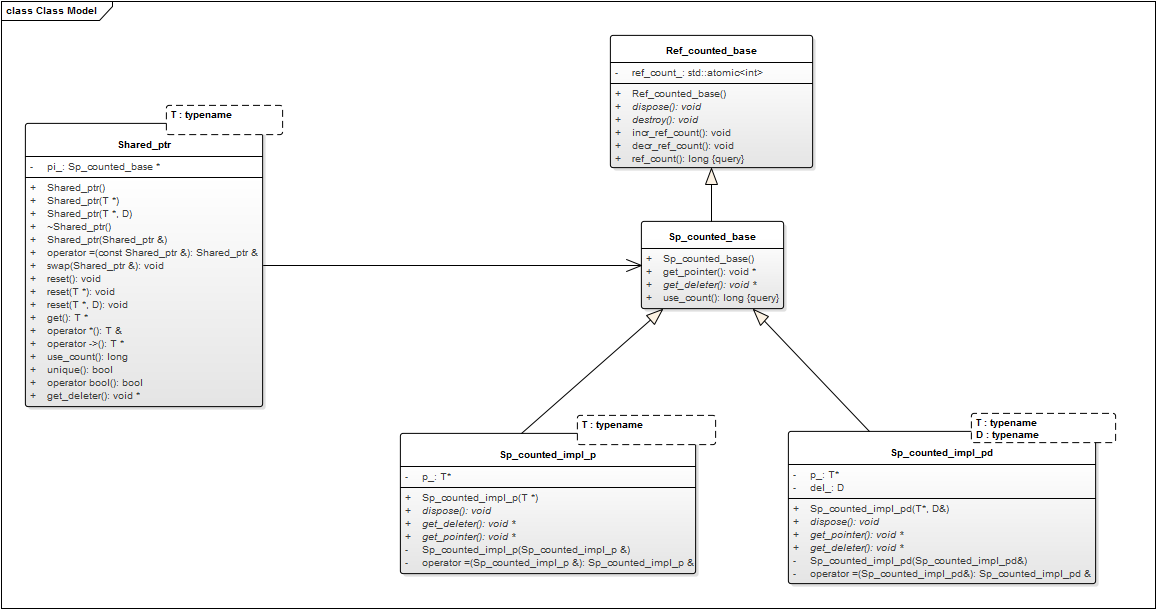 class Class Model
Ref_counted_base
- ref_count_: std::atomic<int>
+ Ref_counted_base()
+ dispose(): void
+ destroy(): void
+ incr_ref_count(): void
+ decr_ref_count(): void
+ ref_count(): long {query}
T : typename
Shared_ptr
- pi_: Sp_counted_base *
+ Shared_ptr()
+ Shared_ptr(T *)
+ Shared_ptr(T *, D)
+ ~Shared_ptr()
+ Shared_ptr(Shared_ptr &)
+ operator =(const Shared_ptr &): Shared_ptr &
+ swap(Shared_ptr &): void
+ reset(): void
+ reset(T *): void
+ reset(T *, D): void
+ get(): T *
+ operator *(): T &
+ operator ->(): T *
+ use_count(): long
+ unique(): bool
+ operator bool(): bool
+ get_deleter(): void *
Sp_counted_base
+ Sp_counted_base()
+ get_pointer(): void *
+ get_deleter(): void *
+ use_count(): long {query}
T : typename
Sp_counted_impl_p
- p_: T*
+ Sp_counted_impl_p(T *)
+ dispose(): void
+ get_deleter(): void *
+ get_pointer(): void *
- Sp_counted_impl_p(Sp_counted_impl_p &)
- operator =(Sp_counted_impl_p &): Sp_counted_impl_p &
T : typename
D : typename
Sp_counted_impl_pd
- p_: T*
- del_: D
+ Sp_counted_impl_pd(T*, D&)
+ dispose(): void
+ get_pointer(): void *
+ get_deleter(): void *
- Sp_counted_impl_pd(Sp_counted_impl_pd&)
- operator =(Sp_counted_impl_pd&): Sp_counted_impl_pd &